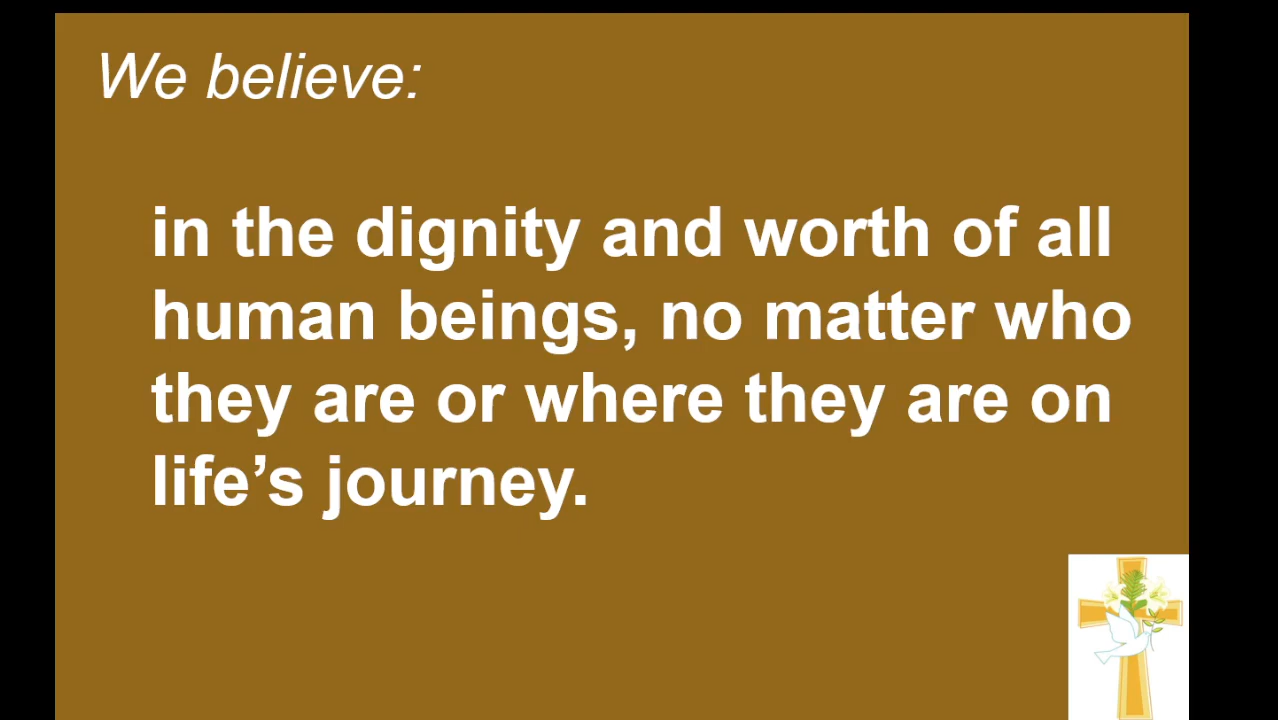 We believe:
in the dignity and worth of all
human beings, no matter who
they are or where they are on
life’s journey.